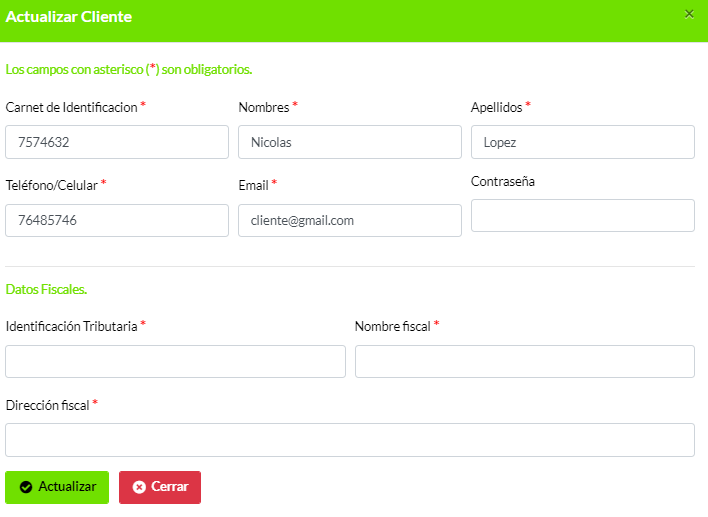 Actualizar Cliente ×
Los campos con asterisco (*) son obligatorios.
Carnet de Identificacion * Nombres * Apellidos *
7574632 Nicolas Lopez
Teléfono/Celular * Email * Contraseña
76485746 cliente@gmail.com
Datos Fiscales.
Identificación Tributaria * Nombre fiscal *
Dirección fiscal *
Actualizar Cerrar